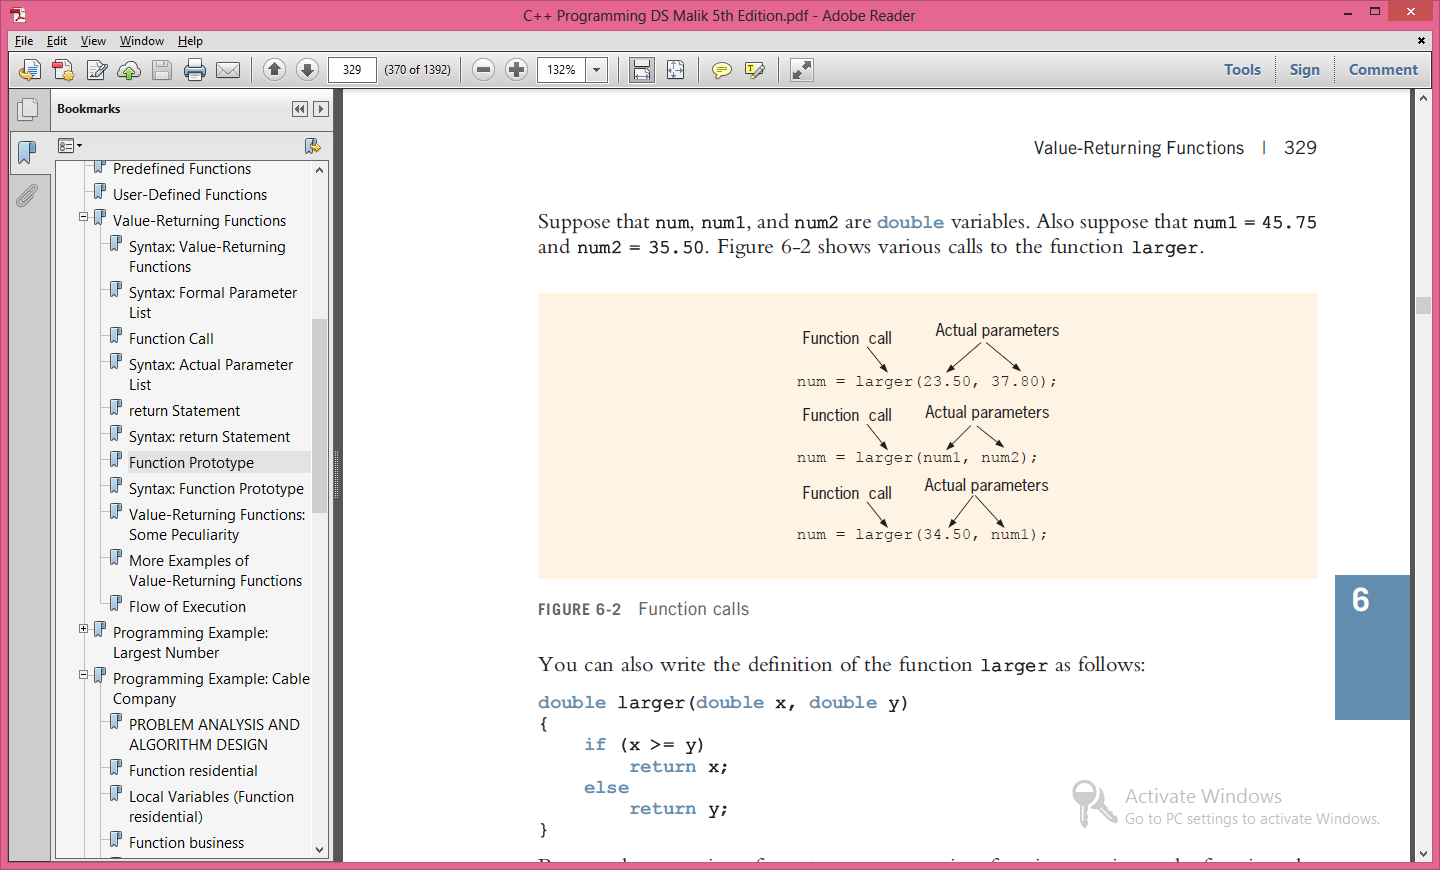 C++ Programming DS Malik 5th Edition.pdf - Adobe Reader
File Edit View Window Help
329 (370 of 1392) 132% Tools Sign Comment
Bookmarks
Predefined Functions
User-Defined Functions
Value-Returning Functions
Syntax: Value-Returning
Functions
Syntax: Formal Parameter
List
Function Call
Syntax: Actual Parameter
List
return Statement
Syntax: return Statement
Function Prototype
Syntax: Function Prototype
Value-Returning Functions:
Some Peculiarity
More Examples of
Value-Returning Functions
Flow of Execution
Programming Example:
Largest Number
Programming Example: Cable
Company
PROBLEM ANALYSIS AND
ALGORITHM DESIGN
Function residential
Local Variables (Function
residential)
Function business
Value-Returning Functions | 329
Suppose that num, num1, and num2 are double variables. Also suppose that num1 = 45.75
and num2 = 35.50. Figure 6-2 shows various calls to the function larger.
Function call Actual parameters
num = larger(23.50, 37.80);
Function call Actual parameters
num = larger(num1, num2);
Function call Actual parameters
num = larger(34.50, num1);
FIGURE 6-2 Function calls
6
You can also write the definition of the function larger as follows:
double larger(double x, double y)
{
if (x >= y)
return x;
else
return y;
}
Activate Windows
Go to PC settings to activate Windows.